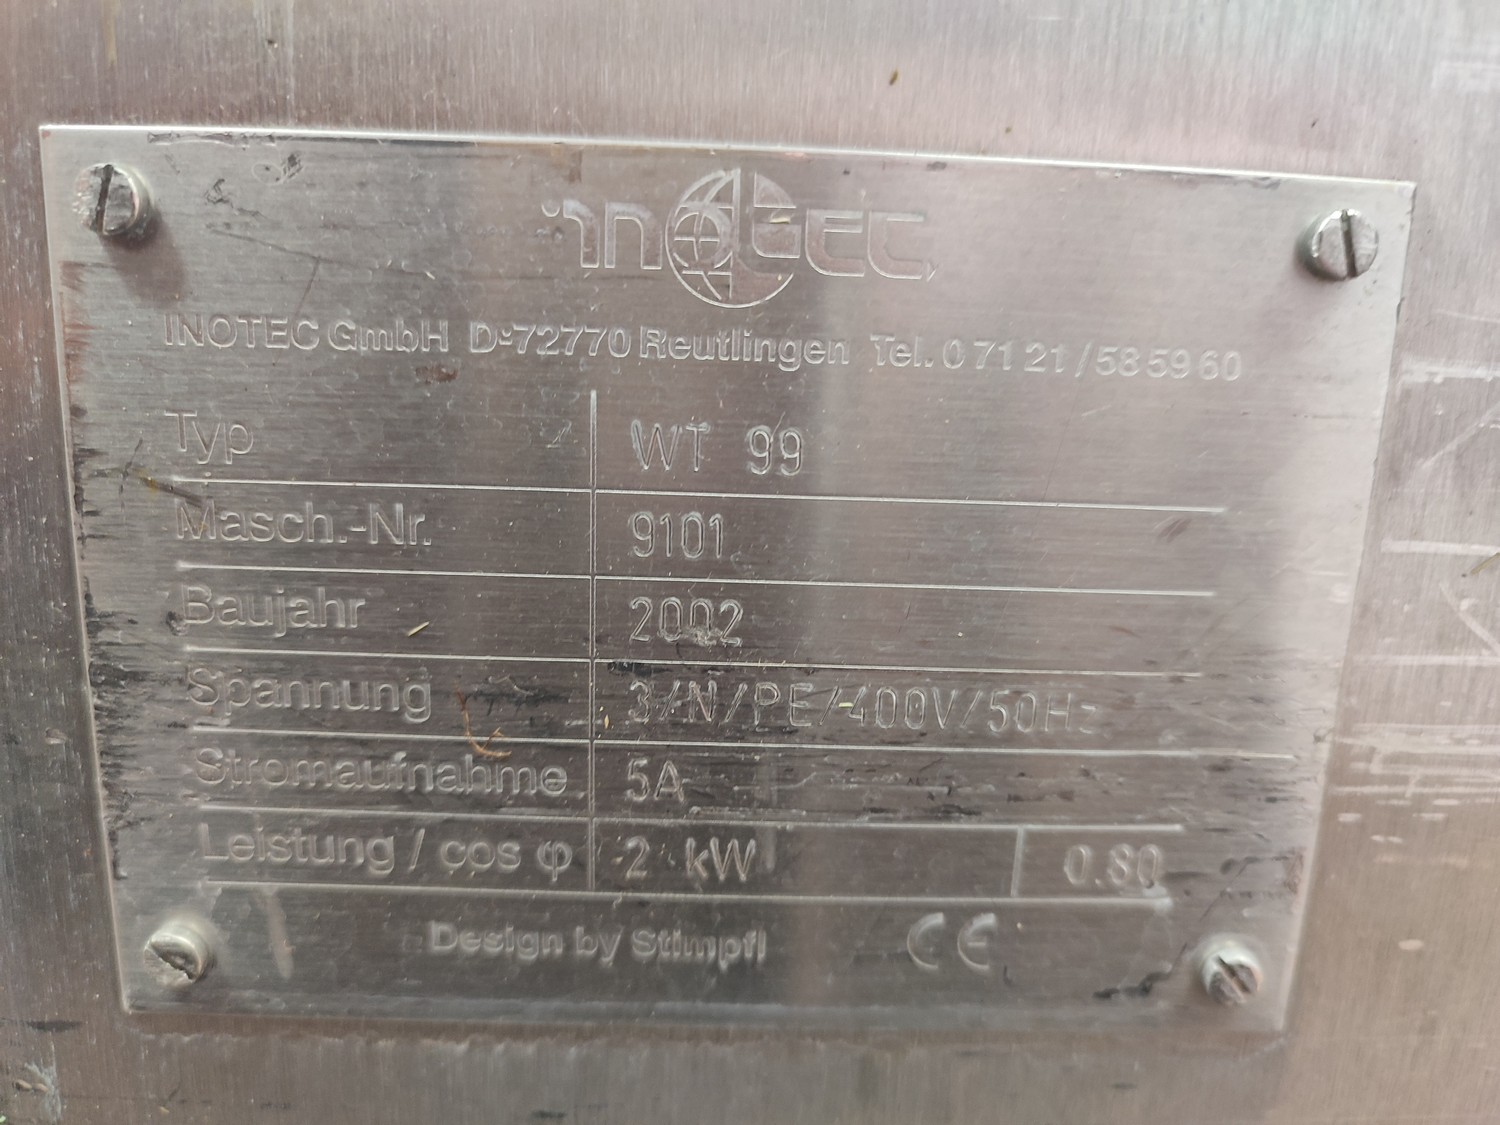 inotec
INOTEC GmbH D-72770 Reutlingen Tel. 0 71 21 / 58 59 60
Typ WT 99
Masch.-Nr. 9101
Baujahr 2002
Spannung 3/N/PE/400V/50Hz
Stromaufnahme 5A
Leistung / cos φ 2 kW 0.80
Design by Stimpfl CE